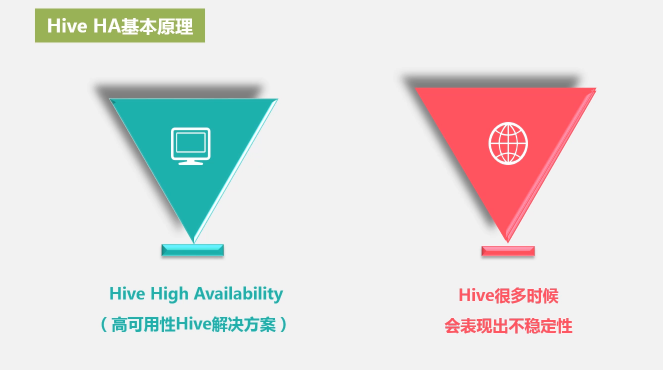 Hive HA基本原理
Hive High Availability
（高可用性Hive解决方案）
Hive很多时候
会表现出不稳定性